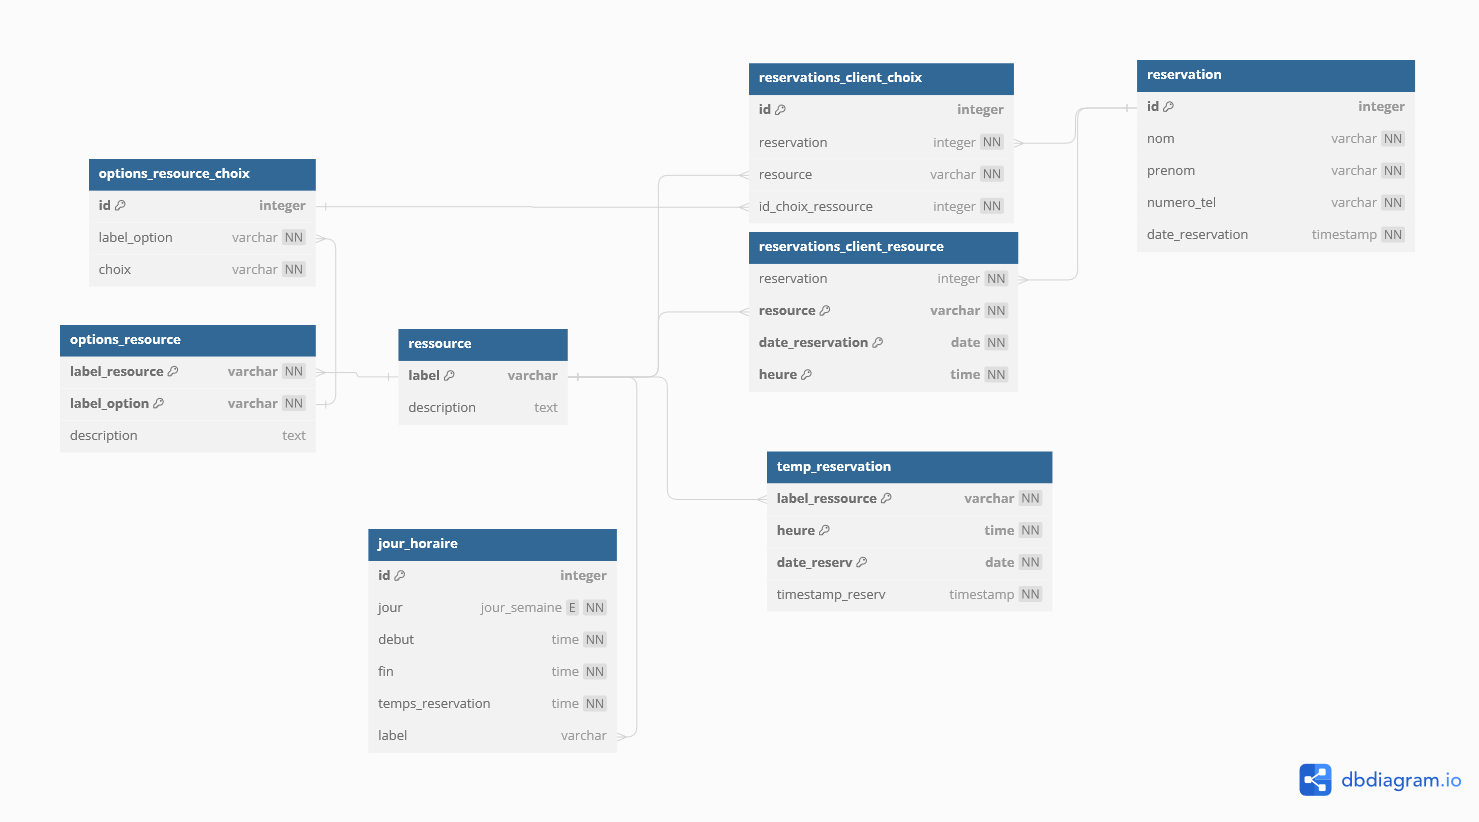 options_resource_choix
id integer
label_option varchar NN
choix varchar NN
options_resource
label_resource varchar NN
label_option varchar NN
description text
ressource
label varchar
description text
jour_horaire
id integer
jour jour_semaine E NN
debut time NN
fin time NN
temps_reservation time NN
label varchar
reservations_client_choix
id integer
reservation integer NN
resource varchar NN
id_choix_ressource integer NN
reservations_client_resource
reservation integer NN
resource varchar NN
date_reservation date NN
heure time NN
temp_reservation
label_ressource varchar NN
heure time NN
date_reserv date NN
timestamp_reserv timestamp NN
reservation
id integer
nom varchar NN
prenom varchar NN
numero_tel varchar NN
date_reservation timestamp NN
dbdiagram.io